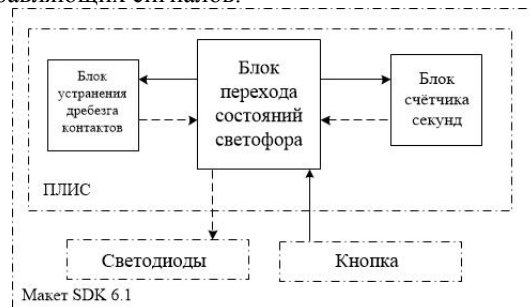 Блок
устранения
дребезга
контактов
Блок
перехода
состояний
светофора
Блок
счётчика
секунд
ПЛИС
Светодиоды
Кнопка
Макет SDK 6.1